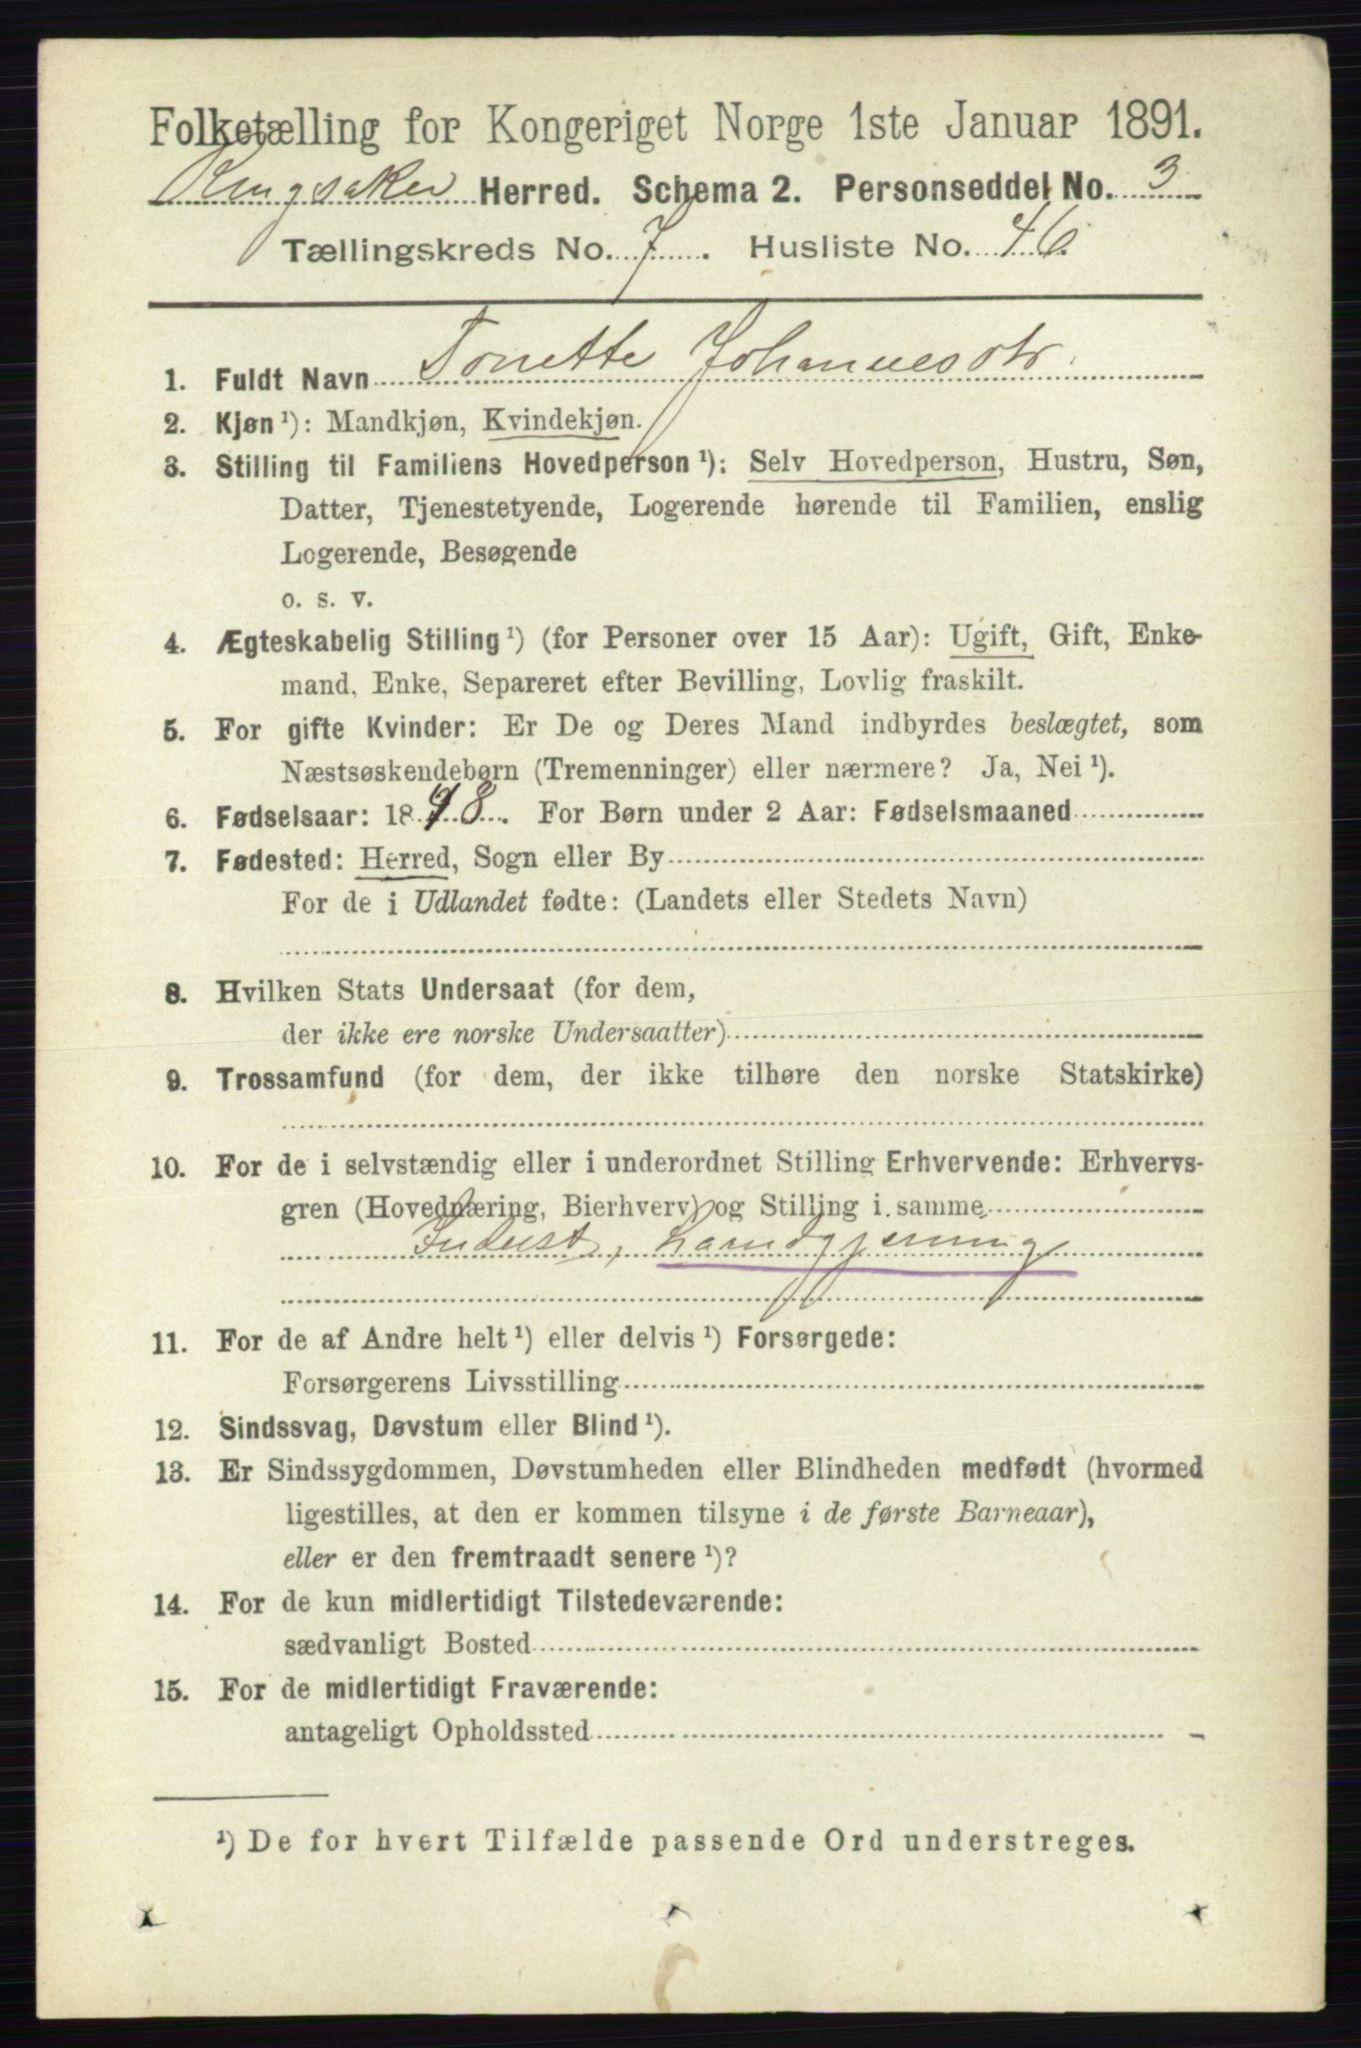 Folketælling for Kongeriget Norge 1ste Januar 1891.
Ringsaker Herred. Schema 2. Personseddel No. 3
Tællingskreds No. 7. Husliste No. 46.
1. Fuldt Navn Tonette Johannesdtr.
2. Kjøn ¹): Mandkjøn, Kvindekjøn.
3. Stilling til Familiens Hovedperson ¹): Selv Hovedperson, Hustru, Søn,
Datter, Tjenestetyende, Logerende hørende til Familien, enslig
Logerende, Besøgende
o. s. v.
4. Ægteskabelig Stilling ¹) (for Personer over 15 Aar): Ugift, Gift, Enke-
mand, Enke, Separeret efter Bevilling, Lovlig fraskilt.
5. For gifte Kvinder: Er De og Deres Mand indbyrdes beslægtet, som
Næstsøskendebørn (Tremenninger) eller nærmere? Ja, Nei ¹).
6. Fødselsaar: 18 8. For Børn under 2 Aar: Fødselsmaaned
7. Fødested: Herred, Sogn eller By
For de i Udlandet fødte: (Landets eller Stedets Navn)
8. Hvilken Stats Undersaat (for dem,
der ikke ere norske Undersaatter)
9. Trossamfund (for dem, der ikke tilhøre den norske Statskirke)
10. For de i selvstændig eller i underordnet Stilling Erhvervende: Erhvervs-
gren (Hovednæring, Bierhverv) og Stilling i samme
Inderst, Haandgjerning
11. For de af Andre helt ¹) eller delvis ¹) Forsørgede:
Forsørgerens Livsstilling
12. Sindssvag, Døvstum eller Blind ¹).
13. Er Sindssygdommen, Døvstumheden eller Blindheden medfødt (hvormed
ligestilles, at den er kommen tilsyne i de første Barneaar),
eller er den fremtraadt senere ¹)?
14. For de kun midlertidigt Tilstedeværende:
sædvanligt Bosted
15. For de midlertidigt Fraværende:
antageligt Opholdssted
¹) De for hvert Tilfælde passende Ord understreges.